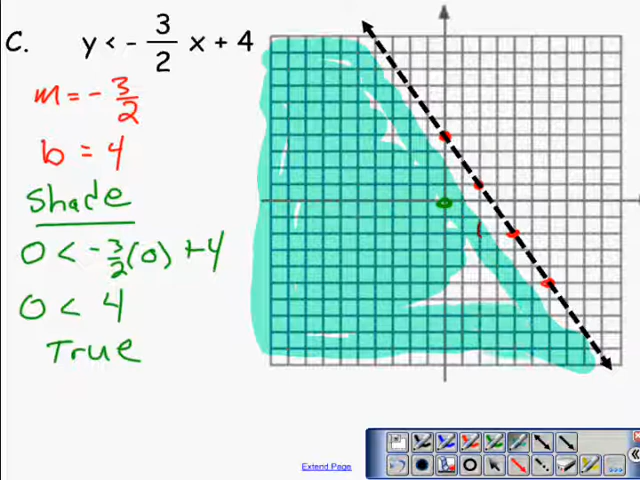 C. y < - 3/2 x + 4
m = - 3/2
b = 4
Shade
0 < - 3/2 (0) + 4
0 < 4
True
Extend Page